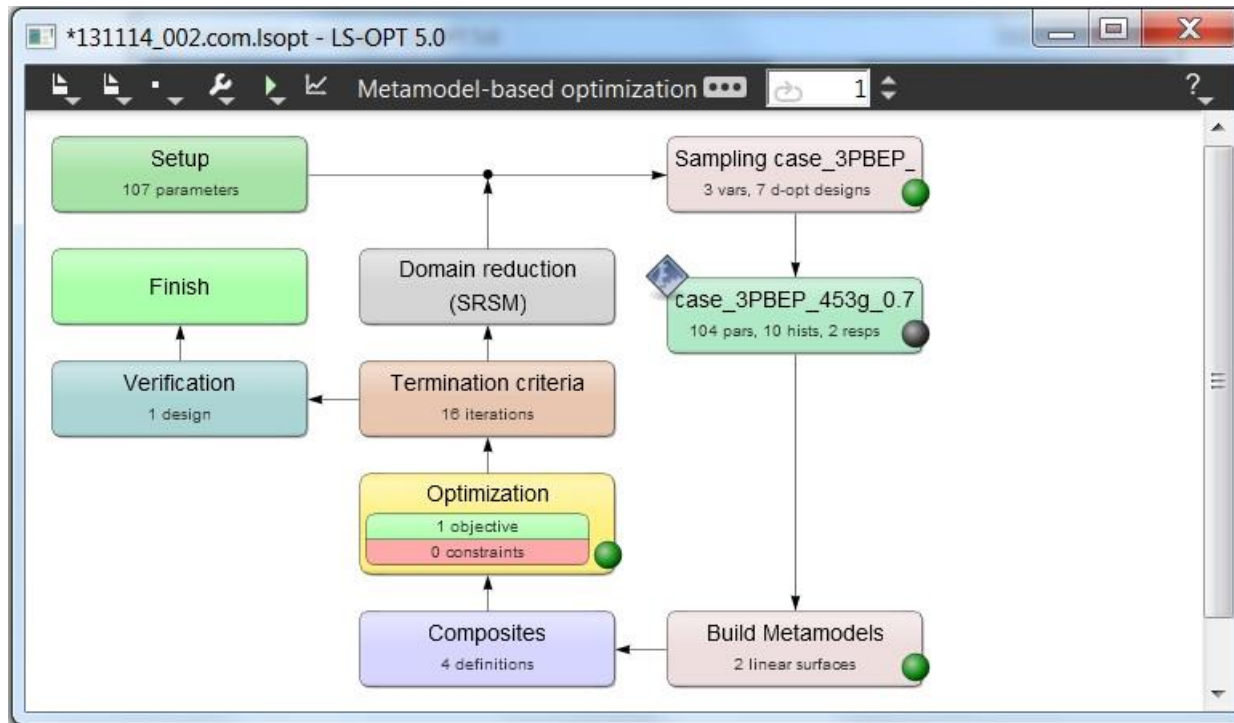 *131114_002.com.lsopt - LS-OPT 5.0
Metamodel-based optimization
1
?
Setup
107 parameters
Sampling case_3PBEP_
3 vars, 7 d-opt designs
Finish
Domain reduction
(SRSM)
case_3PBEP_453g_0.7
104 pars, 10 hists, 2 resps
Verification
1 design
Termination criteria
16 iterations
Optimization
1 objective
0 constraints
Composites
4 definitions
Build Metamodels
2 linear surfaces